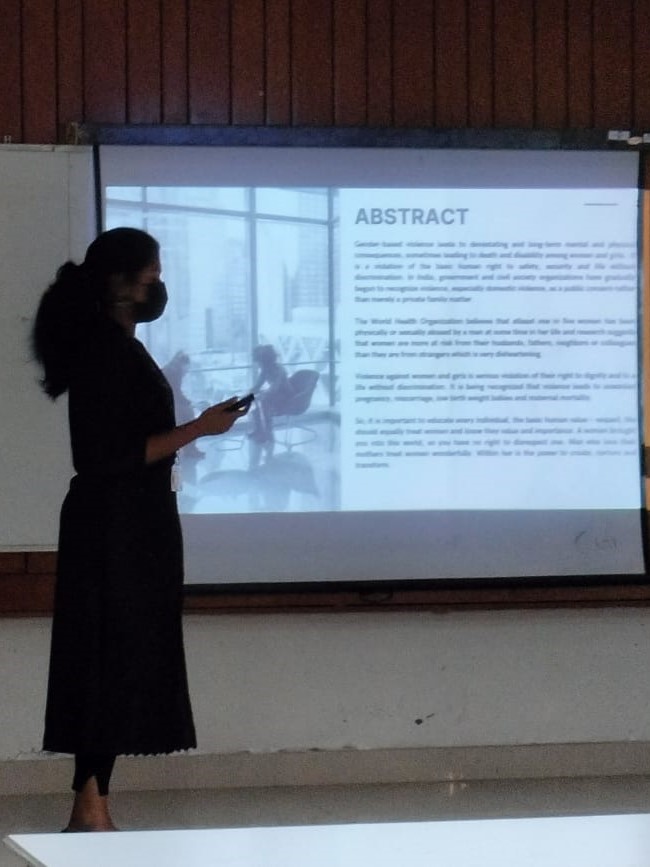 ABSTRACT
Gender-based violence leads to devastating and long-term mental and physical
consequences, sometimes leading to death and disability among women and girls. It
is a violation of the basic human right to safety, security and life without
discrimination. In India, government and civil society organizations have gradually
begun to recognize violence, especially domestic violence, as a public concern rather
than merely a private family matter.
The World Health Organization believes that atleast one in five women has been
physically or sexually abused by a man at some time in her life and research suggests
that women are more at risk from their husbands, fathers, neighbors or colleagues
than they are from strangers which is very disheartening.
Violence against women and girls is serious violation of their right to dignity and to a
life without discrimination. It is being recognized that violence leads to
pregnancy, miscarriage, low birth weight babies and maternal mortality.
So, it is important to educate every individual, the basic human value - respect.
should equally treat women and know they value and importance. A women brought
you into this world, so you have no right to disrespect one. Men who love their
mothers treat women wonderfully. Within her is the power to create, nurture and
transform.